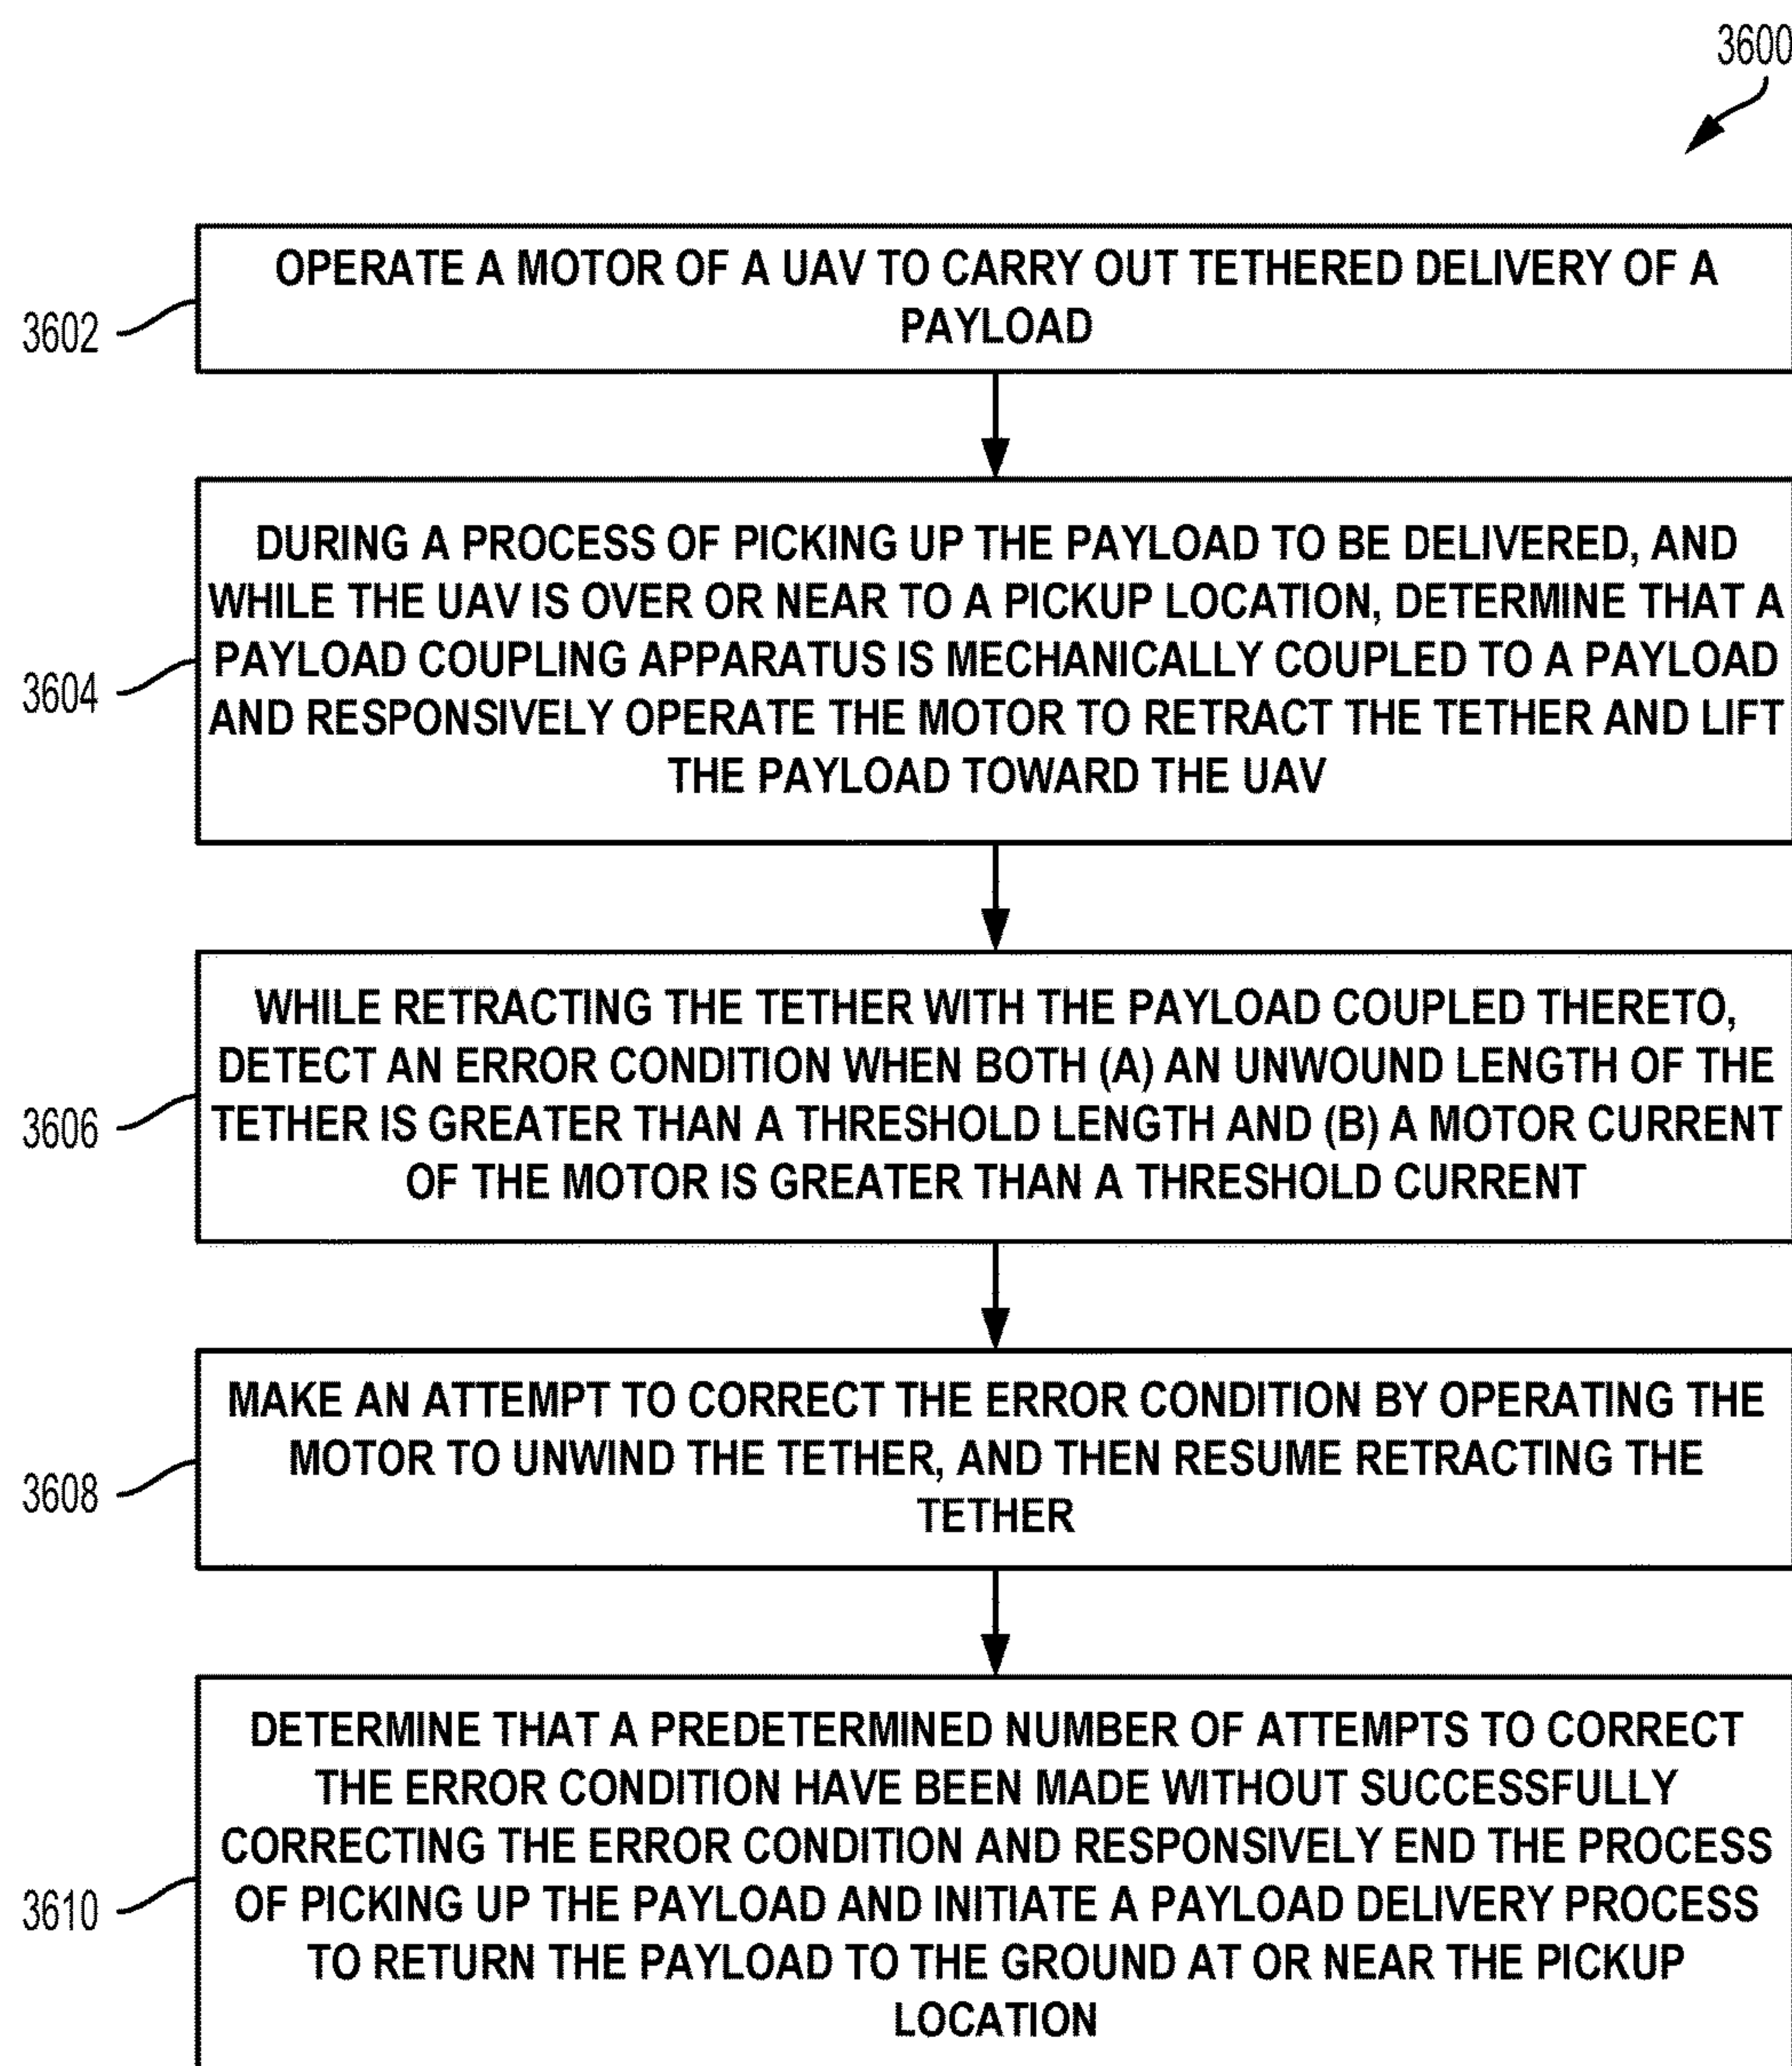 3600
OPERATE A MOTOR OF A UAV TO CARRY OUT TETHERED DELIVERY OF A
PAYLOAD
3602
DURING A PROCESS OF PICKING UP THE PAYLOAD TO BE DELIVERED, AND
WHILE THE UAV IS OVER OR NEAR TO A PICKUP LOCATION, DETERMINE THAT A
PAYLOAD COUPLING APPARATUS IS MECHANICALLY COUPLED TO A PAYLOAD
AND RESPONSIVELY OPERATE THE MOTOR TO RETRACT THE TETHER AND LIFT
THE PAYLOAD TOWARD THE UAV
3604
WHILE RETRACTING THE TETHER WITH THE PAYLOAD COUPLED THERETO,
DETECT AN ERROR CONDITION WHEN BOTH (A) AN UNWOUND LENGTH OF THE
TETHER IS GREATER THAN A THRESHOLD LENGTH AND (B) A MOTOR CURRENT
OF THE MOTOR IS GREATER THAN A THRESHOLD CURRENT
3606
MAKE AN ATTEMPT TO CORRECT THE ERROR CONDITION BY OPERATING THE
MOTOR TO UNWIND THE TETHER, AND THEN RESUME RETRACTING THE
TETHER
3608
DETERMINE THAT A PREDETERMINED NUMBER OF ATTEMPTS TO CORRECT
THE ERROR CONDITION HAVE BEEN MADE WITHOUT SUCCESSFULLY
CORRECTING THE ERROR CONDITION AND RESPONSIVELY END THE PROCESS
OF PICKING UP THE PAYLOAD AND INITIATE A PAYLOAD DELIVERY PROCESS
TO RETURN THE PAYLOAD TO THE GROUND AT OR NEAR THE PICKUP
LOCATION
3610